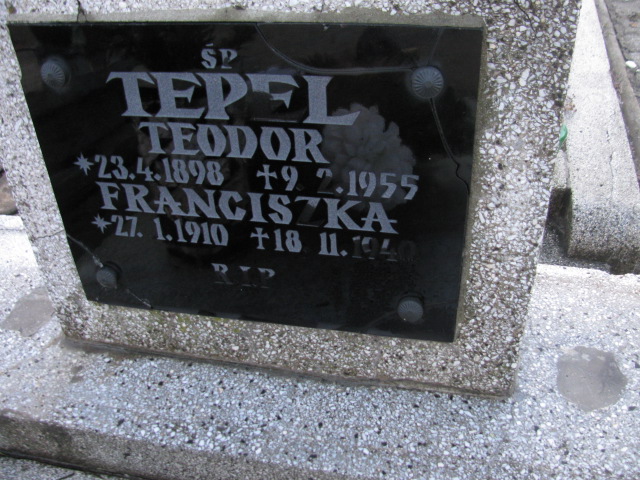 ŚP.
TEPEL
TEODOR
*23.4.1898 †9 2.1955
FRANCISZKA
*27. 1.1910 †18 11.1940
R I P